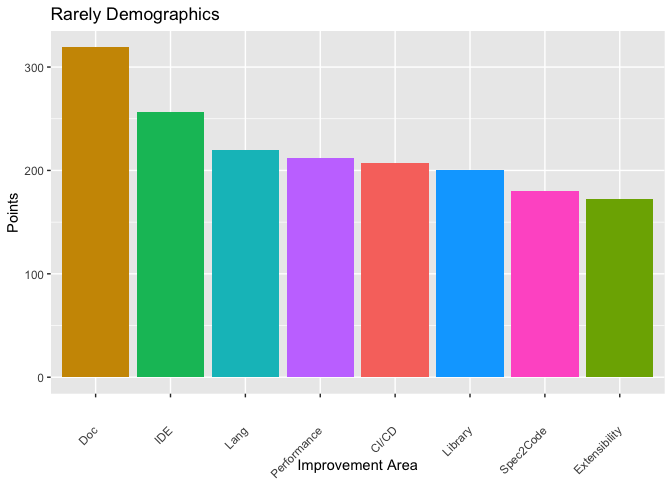 Rarely Demographics
Points
300
200
100
0
Doc
IDE
Lang
Performance
CI/CD
Library
Spec2Code
Extensibility
Improvement Area